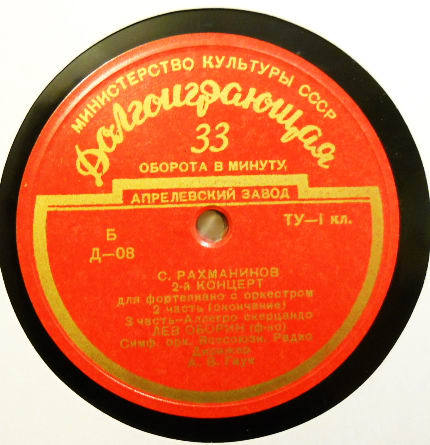 МИНИСТЕРСТВО КУЛЬТУРЫ СССР
Долгоиграющая
33
ОБОРОТА В МИНУТУ
АПРЕЛЕВСКИЙ ЗАВОД
Б
Д—08
ТУ—1 кл.
С. РАХМАНИНОВ
2-й КОНЦЕРТ
для фортепиано с оркестром
2 часть (окончание)
3 часть—Аллегро скерцандо
ЛЕВ ОБОРИН (ф-но)
Симф. орк. Всесоюзн. Радио
Дирижер
А. В. Гаук